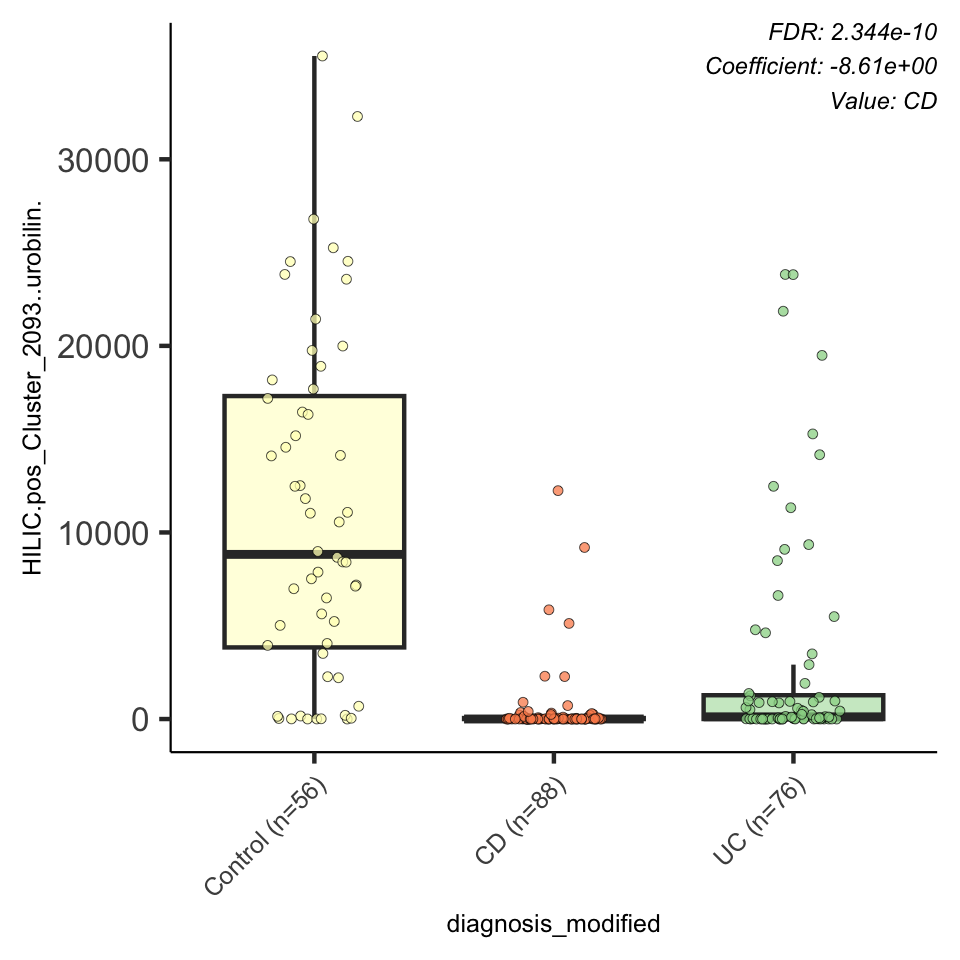 FDR: 2.344e-10
Coefficient: -8.61e+00
Value: CD
HILIC.pos_Cluster_2093..urobilin.
30000
20000
10000
0
Control (n=56)
CD (n=88)
UC (n=76)
diagnosis_modified